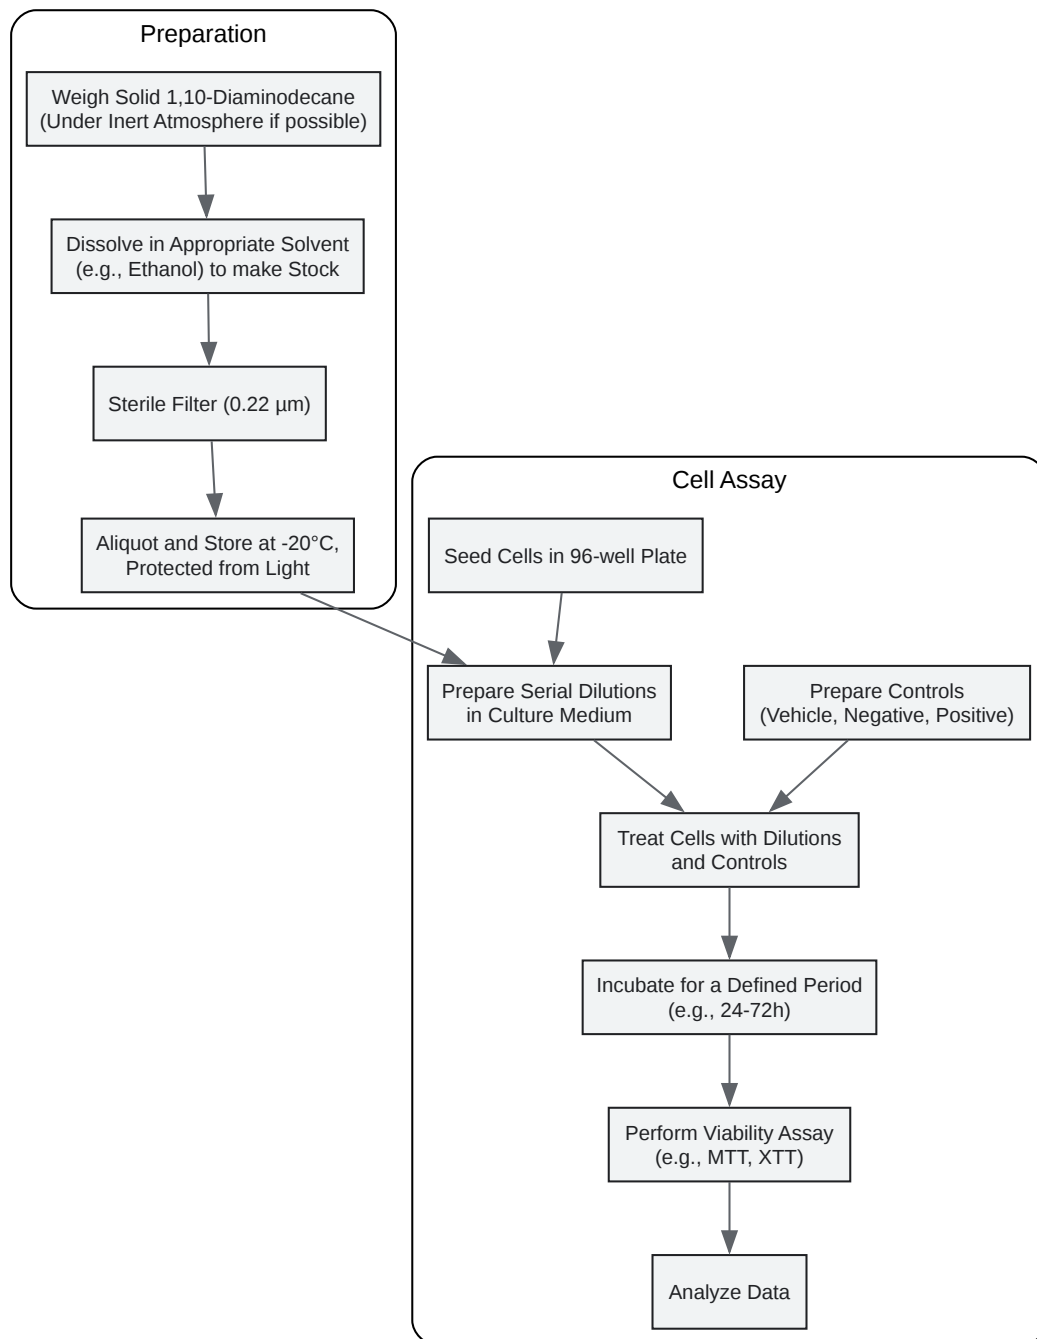 Preparation
Weigh Solid 1,10-Diaminodecane
(Under Inert Atmosphere if possible)
Dissolve in Appropriate Solvent
(e.g., Ethanol) to make Stock
Sterile Filter (0.22 µm)
Aliquot and Store at -20°C,
Protected from Light
Cell Assay
Seed Cells in 96-well Plate
Prepare Serial Dilutions
in Culture Medium
Prepare Controls
(Vehicle, Negative, Positive)
Treat Cells with Dilutions
and Controls
Incubate for a Defined Period
(e.g., 24-72h)
Perform Viability Assay
(e.g., MTT, XTT)
Analyze Data